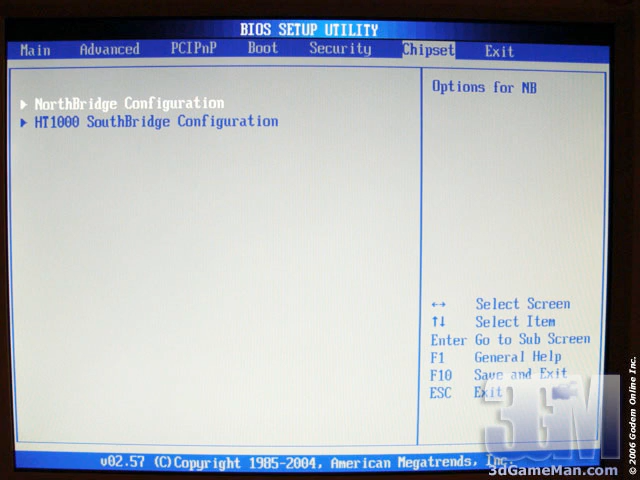 BIOS SETUP UTILITY
Main Advanced PCIPnP Boot Security Chipset Exit
▶ NorthBridge Configuration
▶ HT1000 SouthBridge Configuration
Options for NB
↔ Select Screen
↑↓ Select Item
Enter Go to Sub Screen
F1 General Help
F10 Save and Exit
ESC Exit
v02.57 (C)Copyright 1985-2004, American Megatrends, Inc.
3GM
3dGameMan.com
© 2006 Godem Online Inc.